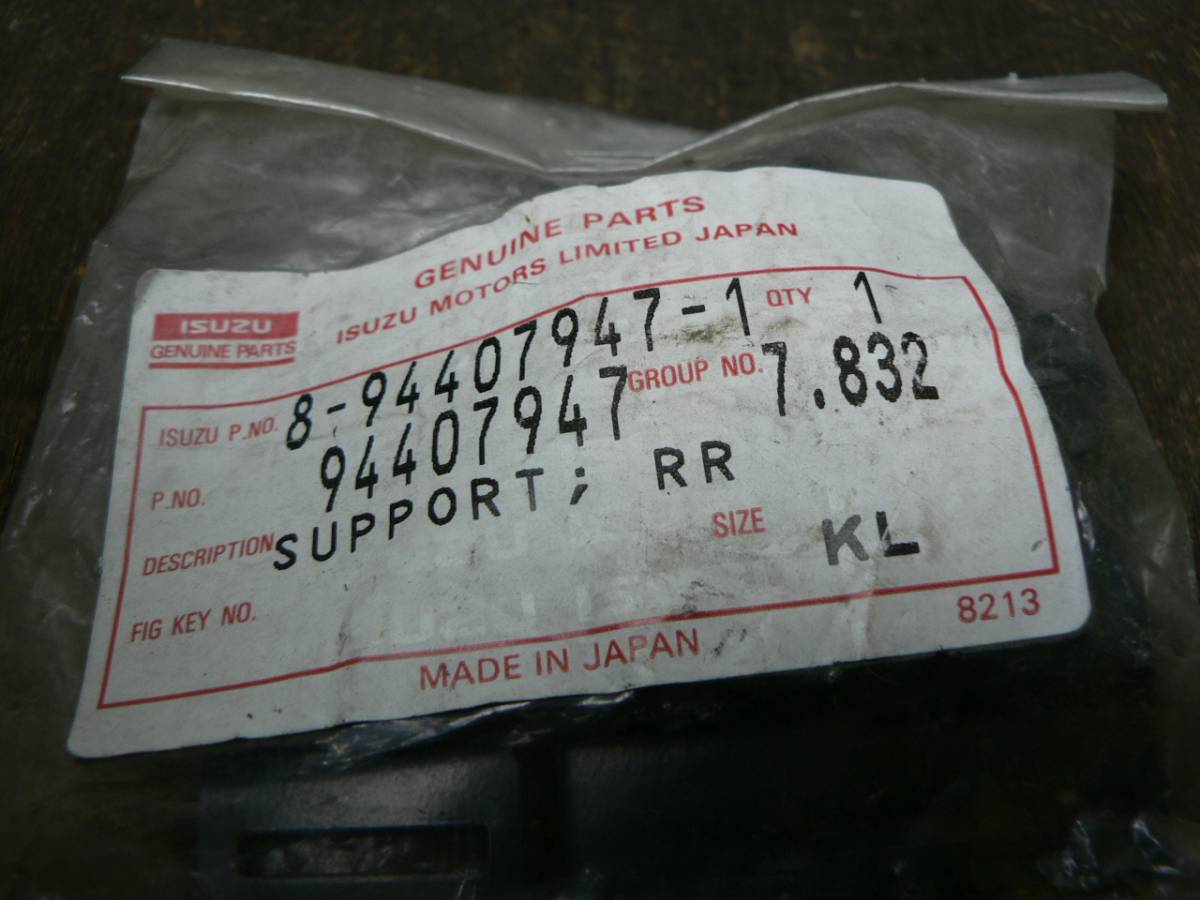 GENUINE PARTS
ISUZU MOTORS LIMITED JAPAN
ISUZU
GENUINE PARTS
ISUZU P.NO. 8-94407947-1 QTY 1
P.NO. 94407947 GROUP NO. 7.832
DESCRIPTION SUPPORT; RR
SIZE KL
FIG KEY NO.
MADE IN JAPAN
8213